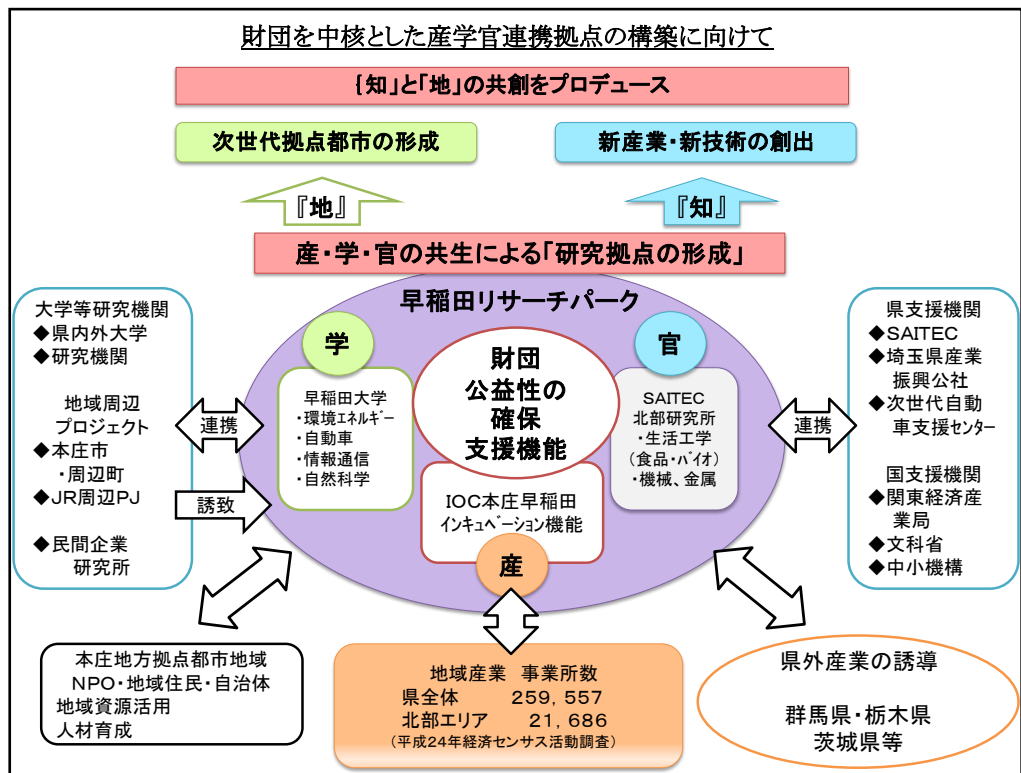 財団を中核とした産学官連携拠点の構築に向けて
{知」と「地」の共創をプロデュース
次世代拠点都市の形成
新産業・新技術の創出
『地』
『知』
産・学・官の共生による「研究拠点の形成」
早稲田リサーチパーク
大学等研究機関
◆県内外大学
◆研究機関
地域周辺
プロジェクト
◆本庄市
・周辺町
◆JR周辺PJ
◆民間企業
研究所
連携
誘致
学
早稲田大学
・環境エネルギー
・自動車
・情報通信
・自然科学
財団
公益性の
確保
支援機能
IOC本庄早稲田
インキュベーション機能
産
官
SAITEC
北部研究所
・生活工学
(食品・バイオ)
・機械、金属
連携
県支援機関
◆SAITEC
◆埼玉県産業
振興公社
◆次世代自動
車支援センター
国支援機関
◆関東経済産
業局
◆文科省
◆中小機構
本庄地方拠点都市地域
NPO・地域住民・自治体
地域資源活用
人材育成
地域産業 事業所数
県全体 259,557
北部エリア 21,686
(平成24年経済センサス活動調査)
県外産業の誘導
群馬県・栃木県
茨城県等